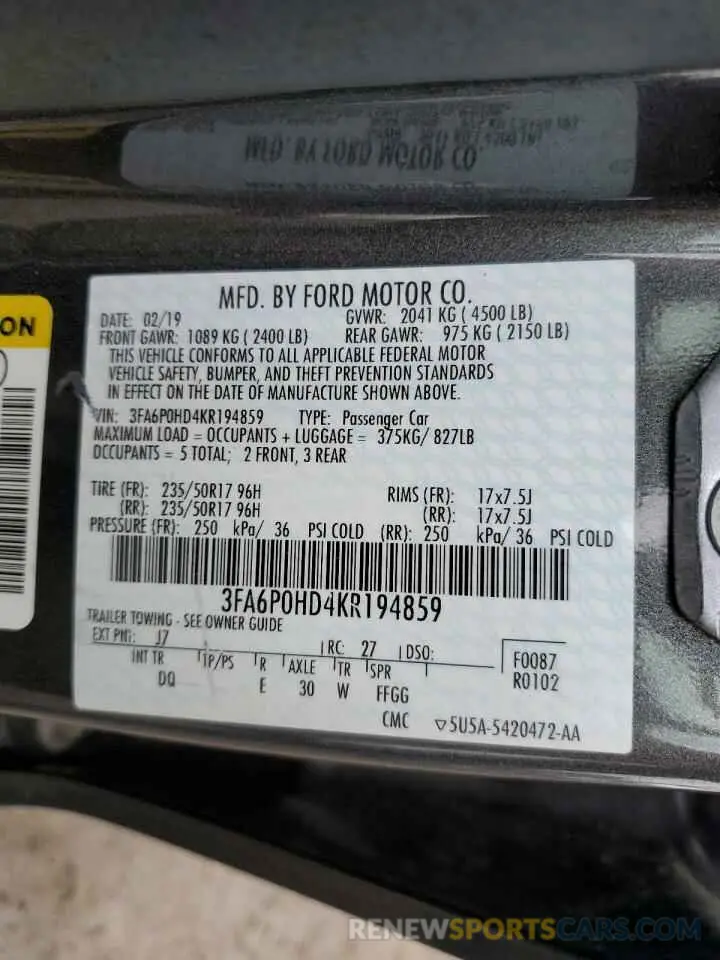 MFD. BY FORD MOTOR CO.
ON
MFD. BY FORD MOTOR CO.
DATE: 02/19 GVWR: 2041 KG ( 4500 LB)
FRONT GAWR: 1089 KG ( 2400 LB) REAR GAWR: 975 KG ( 2150 LB)
THIS VEHICLE CONFORMS TO ALL APPLICABLE FEDERAL MOTOR
VEHICLE SAFETY, BUMPER, AND THEFT PREVENTION STANDARDS
IN EFFECT ON THE DATE OF MANUFACTURE SHOWN ABOVE.
VIN: 3FA6P0HD4KR194859 TYPE: Passenger Car
MAXIMUM LOAD = OCCUPANTS + LUGGAGE = 375KG/ 827LB
OCCUPANTS = 5 TOTAL; 2 FRONT, 3 REAR
TIRE (FR): 235/50R17 96H RIMS (FR): 17x7.5J
(RR): 235/50R17 96H (RR): 17x7.5J
PRESSURE (FR): 250 kPa/ 36 PSI COLD (RR): 250 kPa/ 36 PSI COLD
3FA6P0HD4KR194859
TRAILER TOWING - SEE OWNER GUIDE
EXT PNT: J7 RC: 27 DSO: F0087
INT TR TP/PS R AXLE TR SPR R0102
DQ E 30 W FFGG
CMC ▽5U5A-5420472-AA
RENEWSPORTSCARS.COM